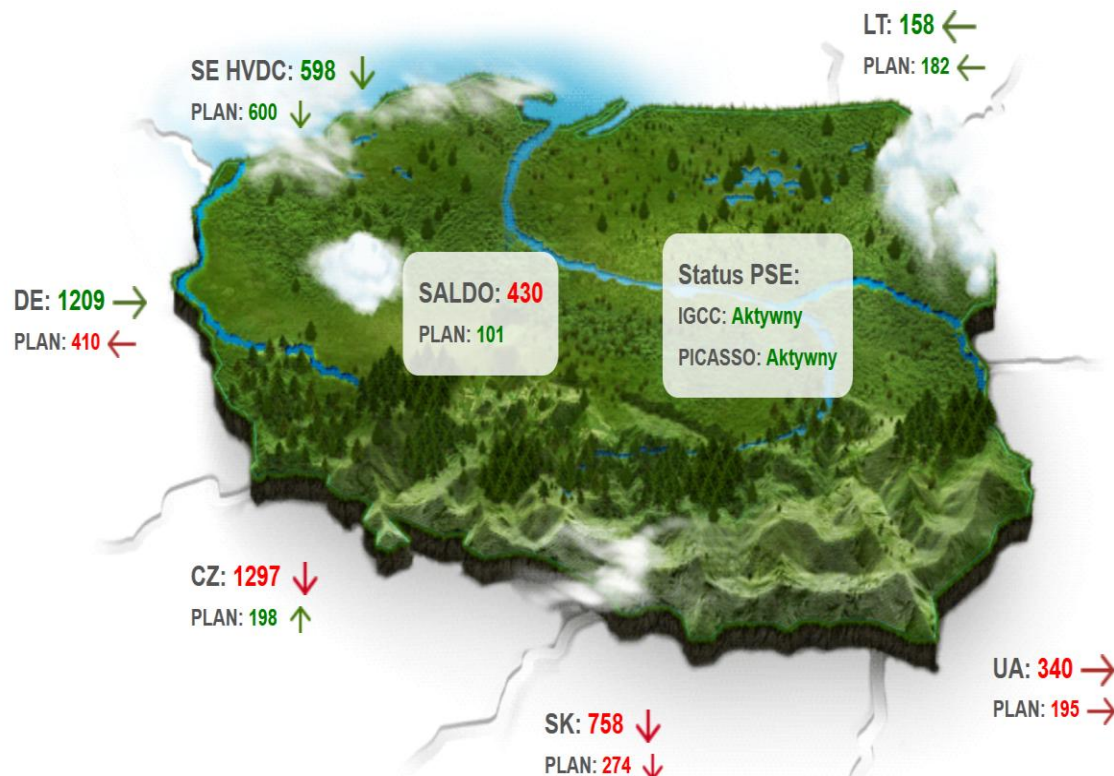 LT: 158
PLAN: 182
SE HVDC: 598
PLAN: 600
DE: 1209
PLAN: 410
SALDO: 430
PLAN: 101
Status PSE:
IGCC: Aktywny
PICASSO: Aktywny
CZ: 1297
PLAN: 198
UA: 340
PLAN: 195
SK: 758
PLAN: 274